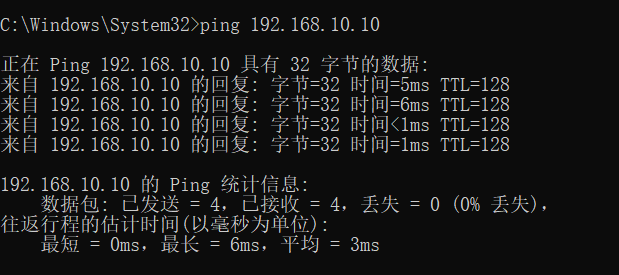 C:\Windows\System32>ping 192.168.10.10
正在 Ping 192.168.10.10 具有 32 字节的数据:
来自 192.168.10.10 的回复: 字节=32 时间=5ms TTL=128
来自 192.168.10.10 的回复: 字节=32 时间=6ms TTL=128
来自 192.168.10.10 的回复: 字节=32 时间<1ms TTL=128
来自 192.168.10.10 的回复: 字节=32 时间=1ms TTL=128
192.168.10.10 的 Ping 统计信息:
数据包: 已发送 = 4，已接收 = 4，丢失 = 0 (0% 丢失)，
往返行程的估计时间(以毫秒为单位):
最短 = 0ms，最长 = 6ms，平均 = 3ms